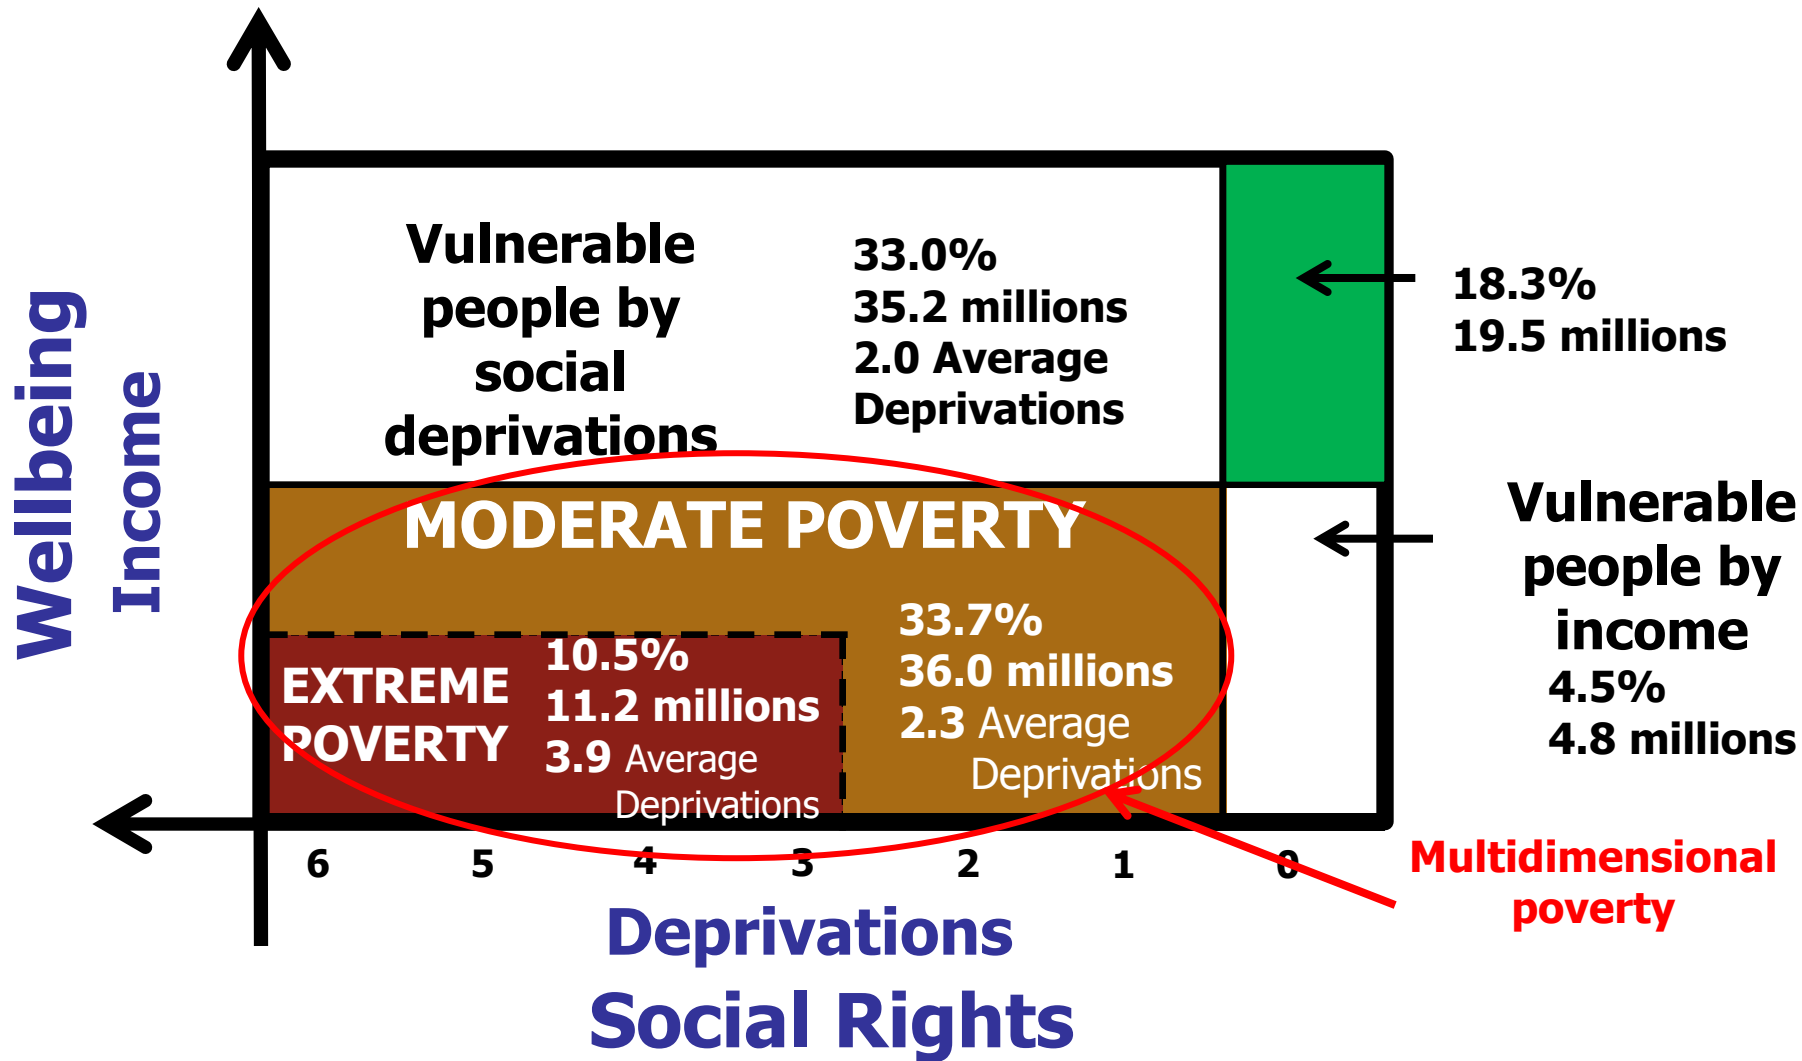 Wellbeing
Income
Vulnerable
people by
social
deprivations
33.0%
35.2 millions
2.0 Average
Deprivations
18.3%
19.5 millions
MODERATE POVERTY
33.7%
36.0 millions
2.3 Average
Deprivations
EXTREME
POVERTY
10.5%
11.2 millions
3.9 Average
Deprivations
Vulnerable
people by
income
4.5%
4.8 millions
6 5 4 3 2 1 0
Multidimensional
poverty
Deprivations
Social Rights